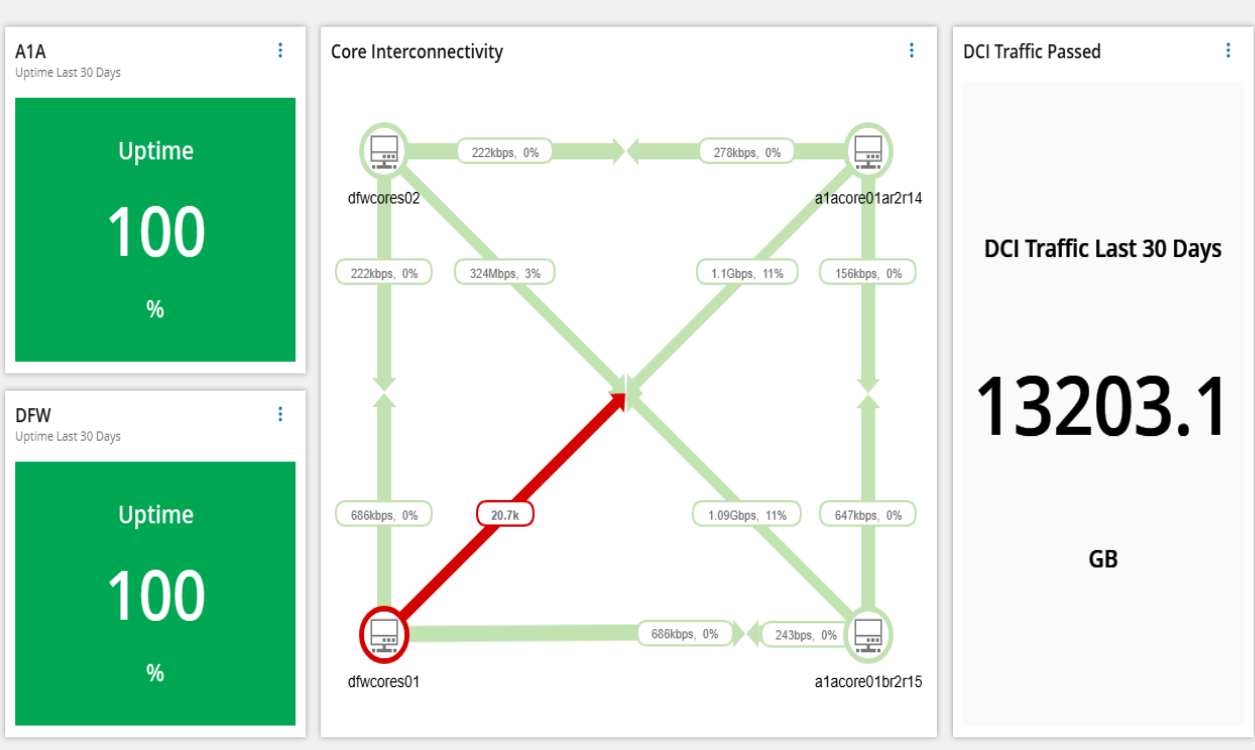 A1A
Uptime Last 30 Days
Uptime
100
%
DFW
Uptime Last 30 Days
Uptime
100
%
Core Interconnectivity
222kbps, 0%
278kbps, 0%
dfwcores02
a1acore01ar2r14
222kbps, 0%
324Mbps, 3%
1.1Gbps, 11%
156kbps, 0%
686kbps, 0%
20.7k
1.09Gbps, 11%
647kbps, 0%
686kbps, 0%
243bps, 0%
dfwcores01
a1acore01br2r15
DCI Traffic Passed
DCI Traffic Last 30 Days
13203.1
GB